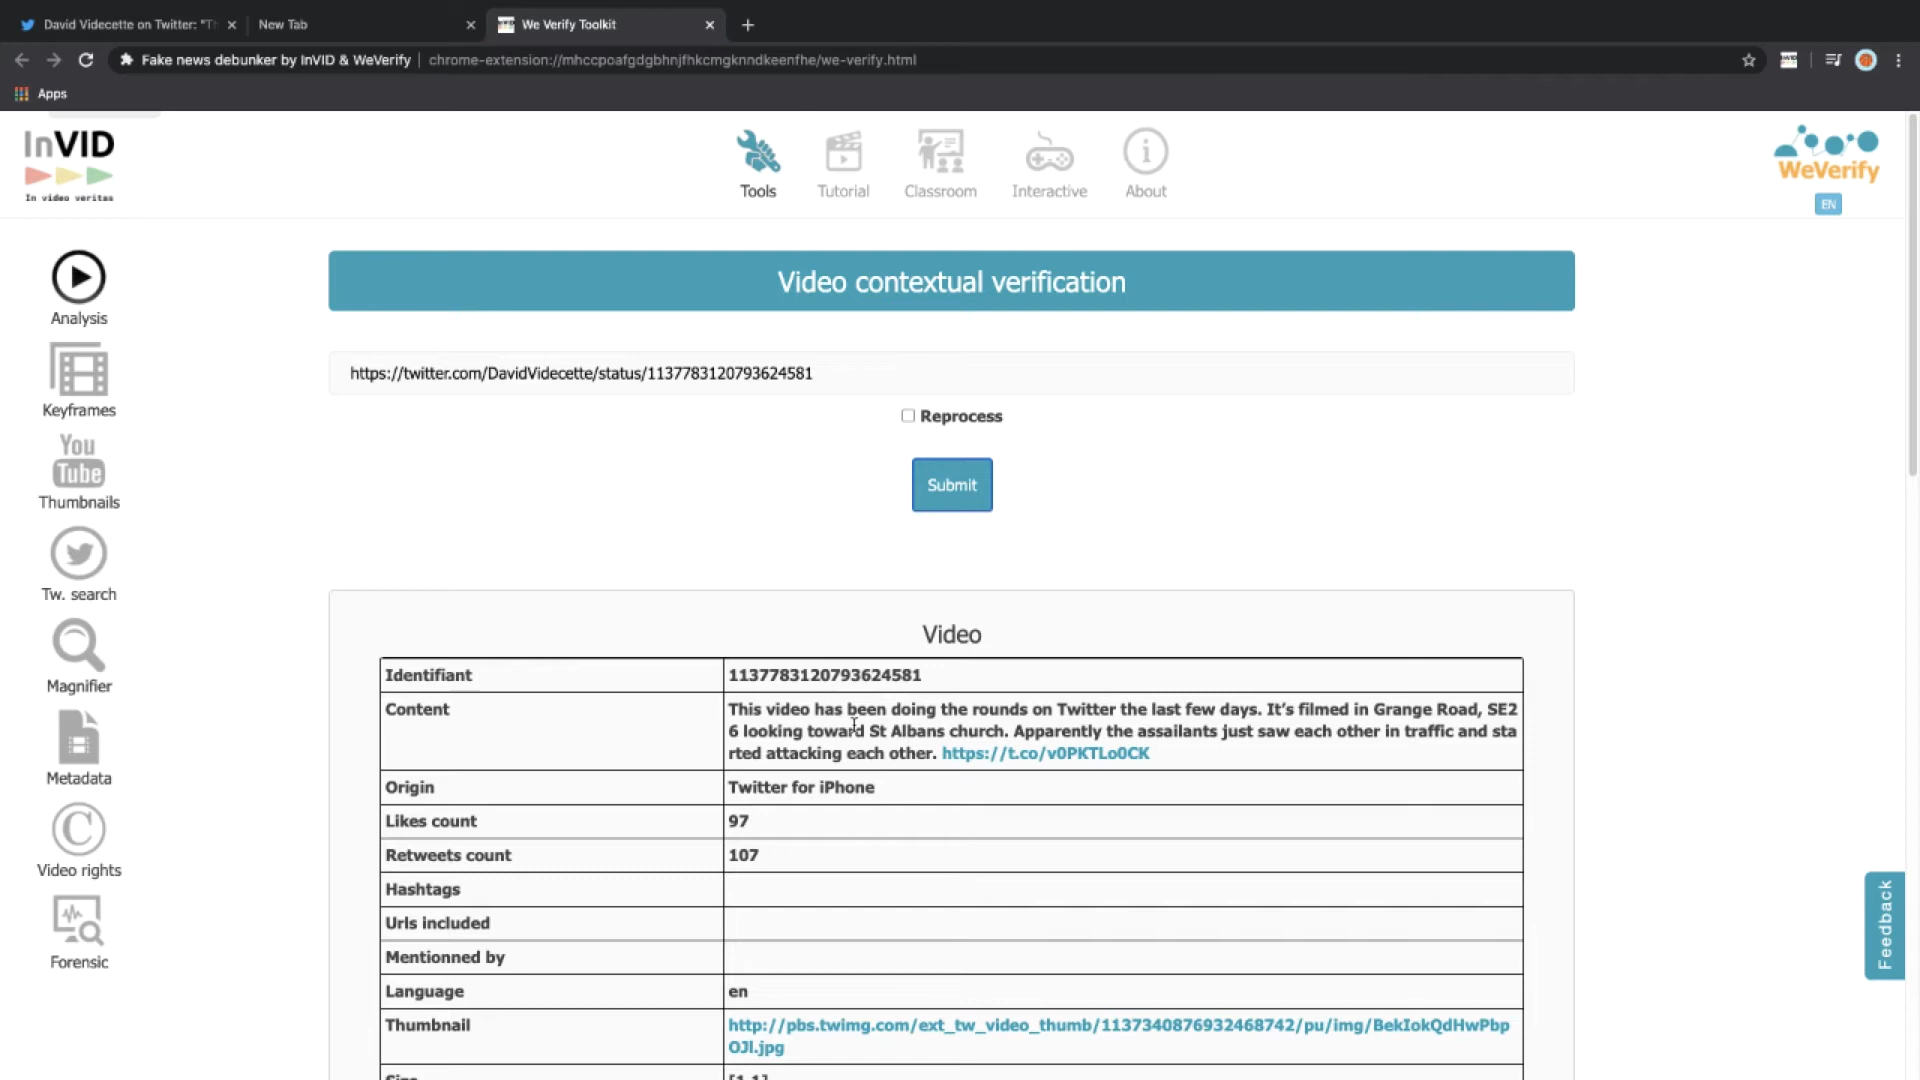 David Videcette on Twitter: "Th
New Tab
We Verify Toolkit
Fake news debunker by InVID & WeVerify
chrome-extension://mhccpoafgdgbhnjfhkcmgknndkeenfhe/we-verify.html
Apps
InVID
In video veritas
Tools
Tutorial
Classroom
Interactive
About
WeVerify
EN
Analysis
Keyframes
You
Tube
Thumbnails
Tw. search
Magnifier
Metadata
Video rights
Forensic
Video contextual verification
https://twitter.com/DavidVidecette/status/1137783120793624581
Reprocess
Submit
Video
Identifiant 1137783120793624581
Content This video has been doing the rounds on Twitter the last few days. It's filmed in Grange Road, SE2
6 looking toward St Albans church. Apparently the assailants just saw each other in traffic and sta
rted attacking each other. https://t.co/v0PKTLo0CK
Origin Twitter for iPhone
Likes count 97
Retweets count 107
Hashtags
Urls included
Mentionned by
Language en
Thumbnail http://pbs.twimg.com/ext_tw_video_thumb/1137340876932468742/pu/img/BekIokQdHwPbp
OJl.jpg
Size [1,1]
Feedback